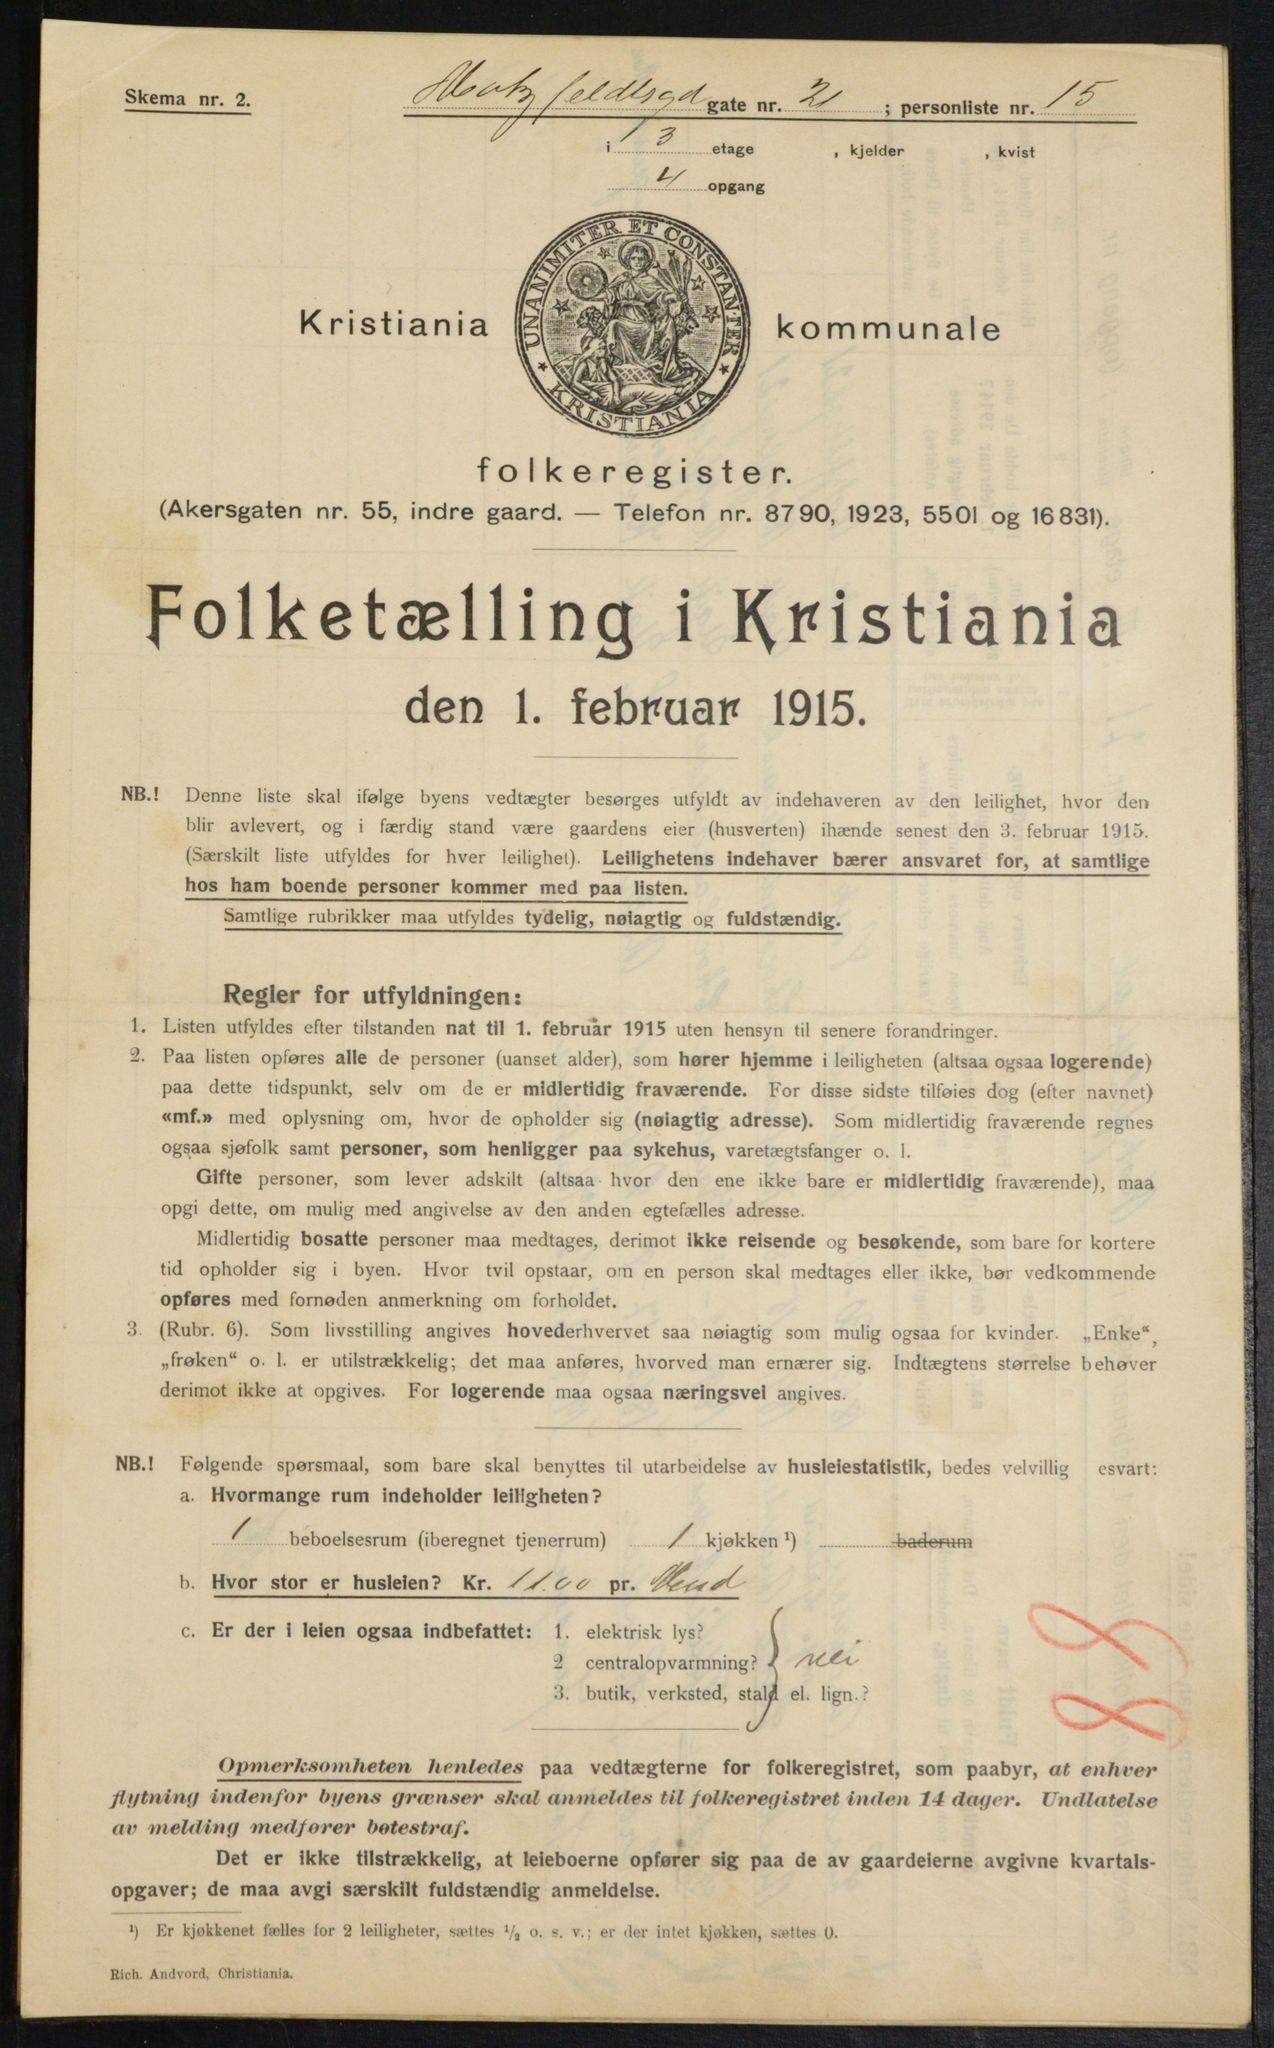 Skema nr. 2.
Hatzfeldtsgd gate nr. 21 ; personliste nr. 15
i 3 etage , kjelder , kvist
4 opgang
UNANIMITER ET CONSTANTER
KRISTIANIA
Kristiania kommunale
folkeregister.
(Akersgaten nr. 55, indre gaard. — Telefon nr. 8790, 1923, 5501 og 16831).
Folketælling i Kristiania
den 1. februar 1915.
NB.! Denne liste skal ifølge byens vedtægter besørges utfyldt av indehaveren av den leilighet, hvor den
blir avlevert, og i færdig stand være gaardens eier (husverten) ihænde senest den 3. februar 1915.
(Særskilt liste utfyldes for hver leilighet). Leilighetens indehaver bærer ansvaret for, at samtlige
hos ham boende personer kommer med paa listen.
Samtlige rubrikker maa utfyldes tydelig, nøiagtig og fuldstændig.
Regler for utfyldningen:
1. Listen utfyldes efter tilstanden nat til 1. februar 1915 uten hensyn til senere forandringer.
2. Paa listen opføres alle de personer (uanset alder), som hører hjemme i leiligheten (altsaa ogsaa logerende)
paa dette tidspunkt, selv om de er midlertidig fraværende. For disse sidste tilføies dog (efter navnet)
«mf.» med oplysning om, hvor de opholder sig (nøiagtig adresse). Som midlertidig fraværende regnes
ogsaa sjøfolk samt personer, som henligger paa sykehus, varetægtsfanger o. l.
Gifte personer, som lever adskilt (altsaa hvor den ene ikke bare er midlertidig fraværende), maa
opgi dette, om mulig med angivelse av den anden egtefælles adresse.
Midlertidig bosatte personer maa medtages, derimot ikke reisende og besøkende, som bare for kortere
tid opholder sig i byen. Hvor tvil opstaar, om en person skal medtages eller ikke, bør vedkommende
opføres med fornøden anmerkning om forholdet.
3. (Rubr. 6). Som livsstilling angives hovederhvervet saa nøiagtig som mulig ogsaa for kvinder. „Enke“,
„frøken“ o. l. er utilstrækkelig; det maa anføres, hvorved man ernærer sig. Indtægtens størrelse behøver
derimot ikke at opgives. For logerende maa ogsaa næringsvei angives.
NB.! Følgende spørsmaal, som bare skal benyttes til utarbeidelse av husleiestatistik, bedes velvillig esvart:
a. Hvormange rum indeholder leiligheten?
1 beboelsesrum (iberegnet tjenerrum) 1 kjøkken ¹) baderum
b. Hvor stor er husleien? Kr. 11.00 pr. Mnd
c. Er der i leien ogsaa indbefattet: 1. elektrisk lys?
2 centralopvarmning? nei
3. butik, verksted, stald el. lign.?
88
Opmerksomheten henledes paa vedtægterne for folkeregistret, som paabyr, at enhver
flytning indenfor byens grænser skal anmeldes til folkeregistret inden 14 dager. Undlatelse
av melding medfører bøtestraf.
Det er ikke tilstrækkelig, at leieboerne opfører sig paa de av gaardeierne avgivne kvartals-
opgaver; de maa avgi særskilt fuldstændig anmeldelse.
¹) Er kjøkkenet fælles for 2 leiligheter, sættes ½ o. s. v.; er der intet kjøkken, sættes 0.
Rich. Andvord, Christiania.